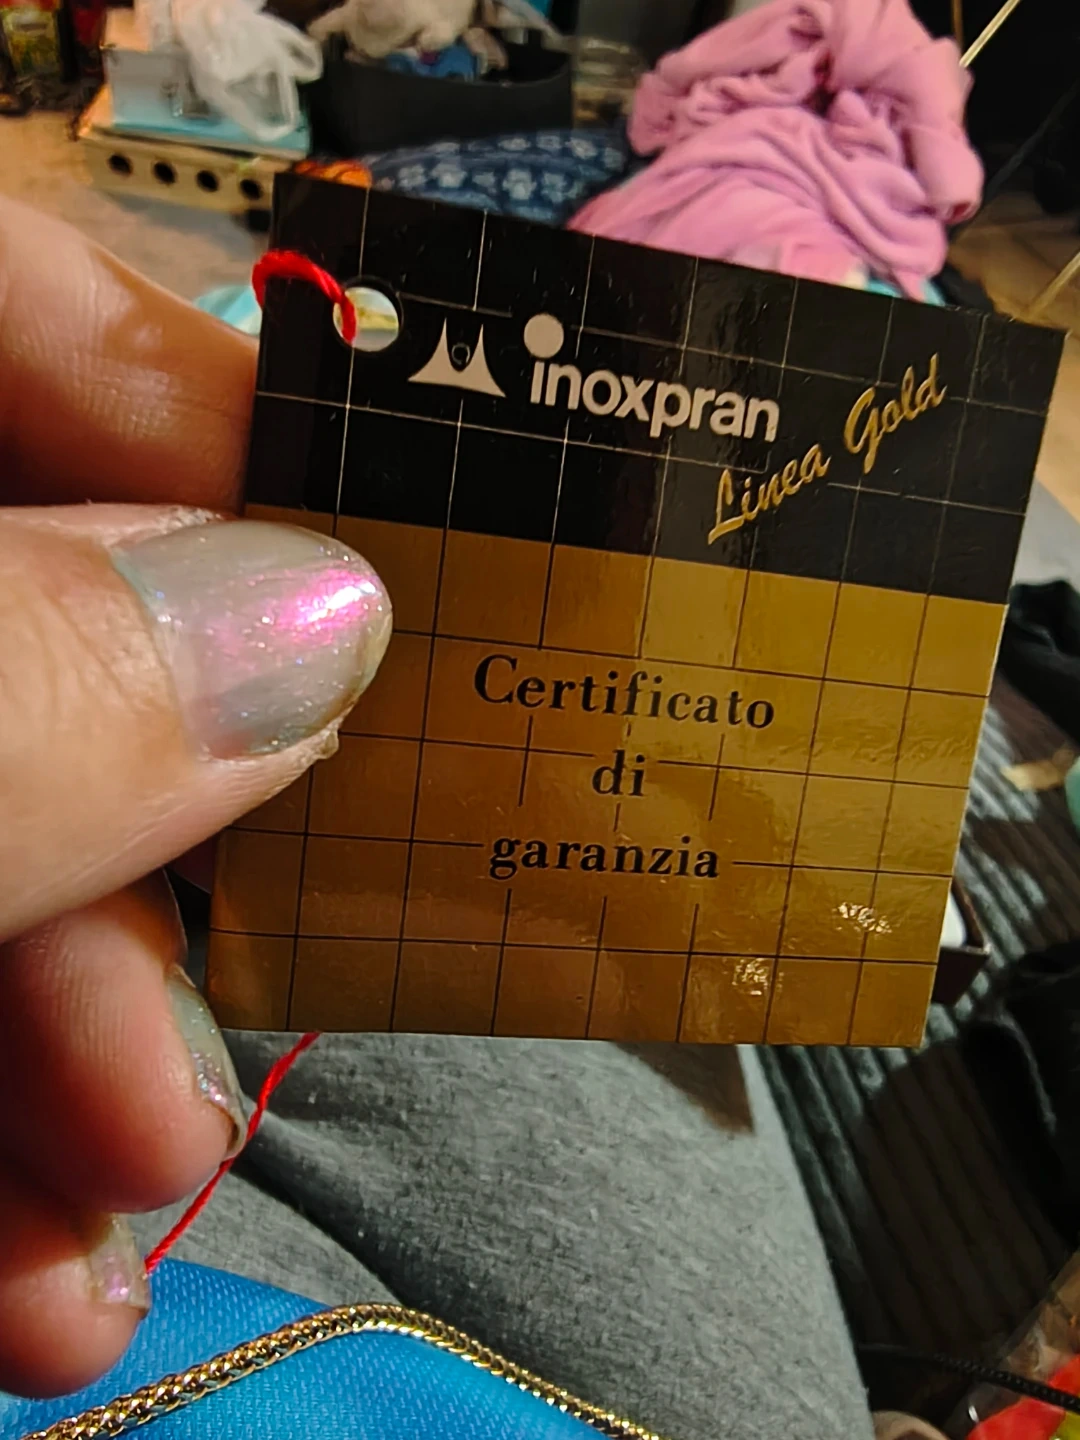 inoxpran
Linea Gold
Certificato
di
garanzia